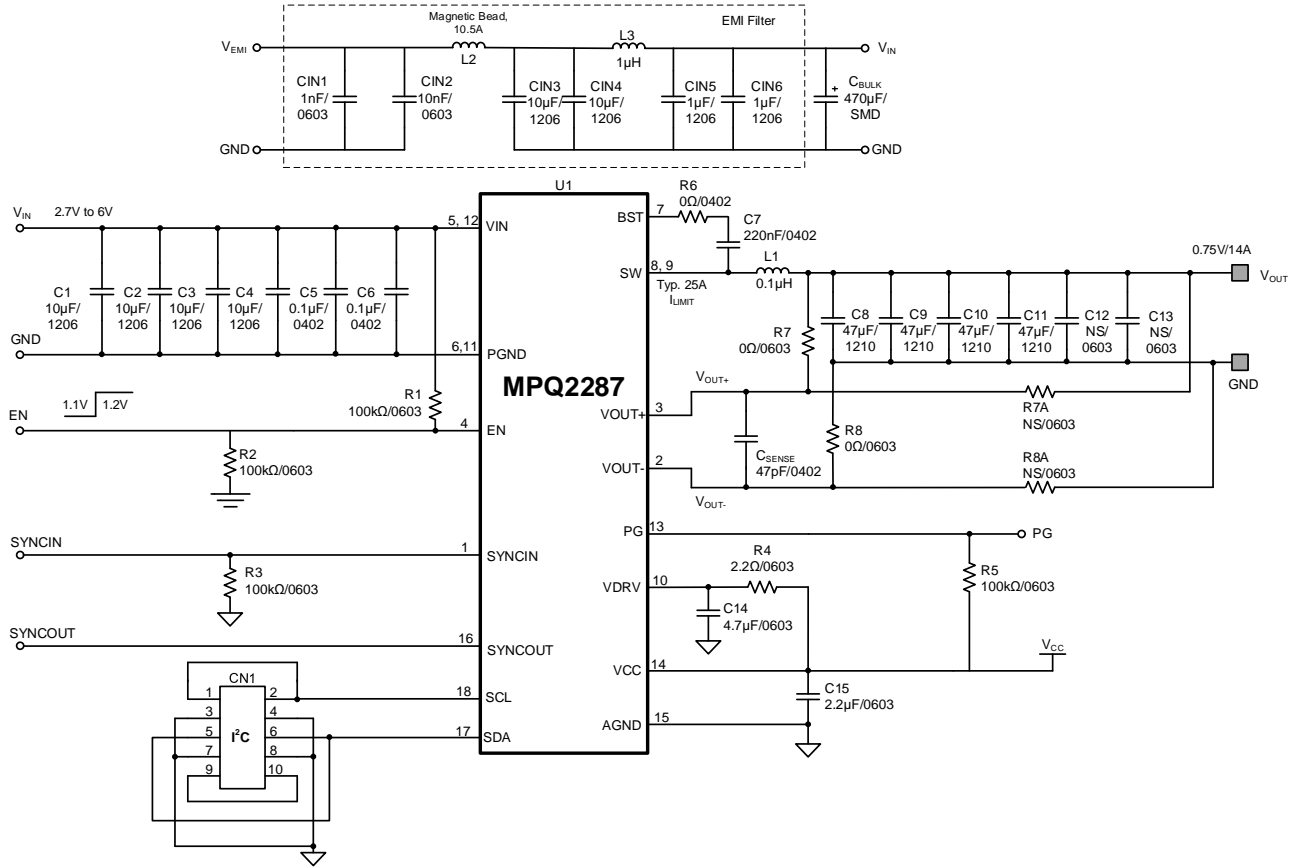 Magnetic Bead,
10.5A
EMI Filter
L2
L3
1µH
VEMI
VIN
GND
GND
CIN1
1nF/
0603
CIN2
10nF/
0603
CIN3
10µF/
1206
CIN4
10µF/
1206
CIN5
1µF/
1206
CIN6
1µF/
1206
CBULK
470µF/
SMD
+
U1
MPQ2287
VIN
2.7V to 6V
5, 12
VIN
C1
10µF/
1206
C2
10µF/
1206
C3
10µF/
1206
C4
10µF/
1206
C5
0.1µF/
0402
C6
0.1µF/
0402
GND
6,11
PGND
R1
100kΩ/0603
EN
1.1V
1.2V
4
EN
R2
100kΩ/0603
SYNCIN
1
SYNCIN
R3
100kΩ/0603
SYNCOUT
16
SYNCOUT
CN1
I²C
1
2
3
4
5
6
7
8
9
10
18
SCL
17
SDA
BST
7
R6
0Ω/0402
C7
220nF/0402
SW
8, 9
Typ. 25A
ILIMIT
L1
0.1µH
0.75V/14A
VOUT
GND
R7
0Ω/0603
C8
47µF/
1210
C9
47µF/
1210
C10
47µF/
1210
C11
47µF/
1210
C12
NS/
0603
C13
NS/
0603
VOUT+
VOUT+
3
R7A
NS/0603
CSENSE
47pF/0402
R8
0Ω/0603
VOUT-
2
VOUT-
R8A
NS/0603
PG
13
PG
R4
2.2Ω/0603
R5
100kΩ/0603
VDRV
10
C14
4.7µF/0603
VCC
14
VCC
C15
2.2µF/0603
AGND
15